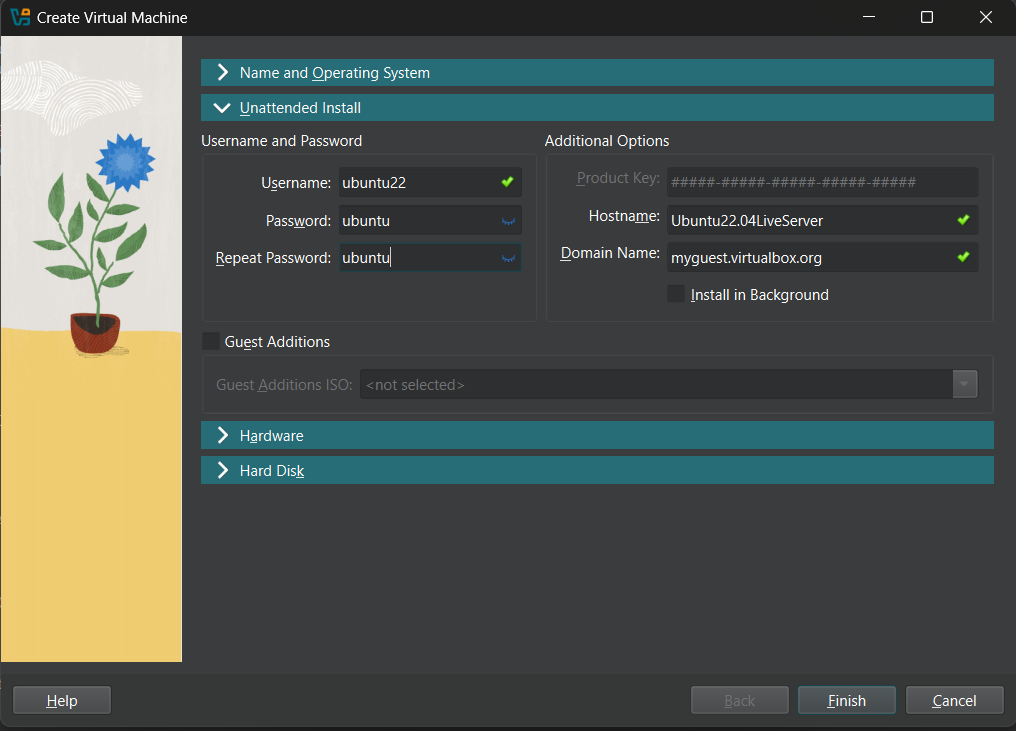 Create Virtual Machine
Name and Operating System
Unattended Install
Username and Password
Username: ubuntu22
Password: ubuntu
Repeat Password: ubuntu
Additional Options
Product Key: #####-#####-#####-#####-#####
Hostname: Ubuntu22.04LiveServer
Domain Name: myguest.virtualbox.org
Install in Background
Guest Additions
Guest Additions ISO: <not selected>
Hardware
Hard Disk
Help
Back
Finish
Cancel